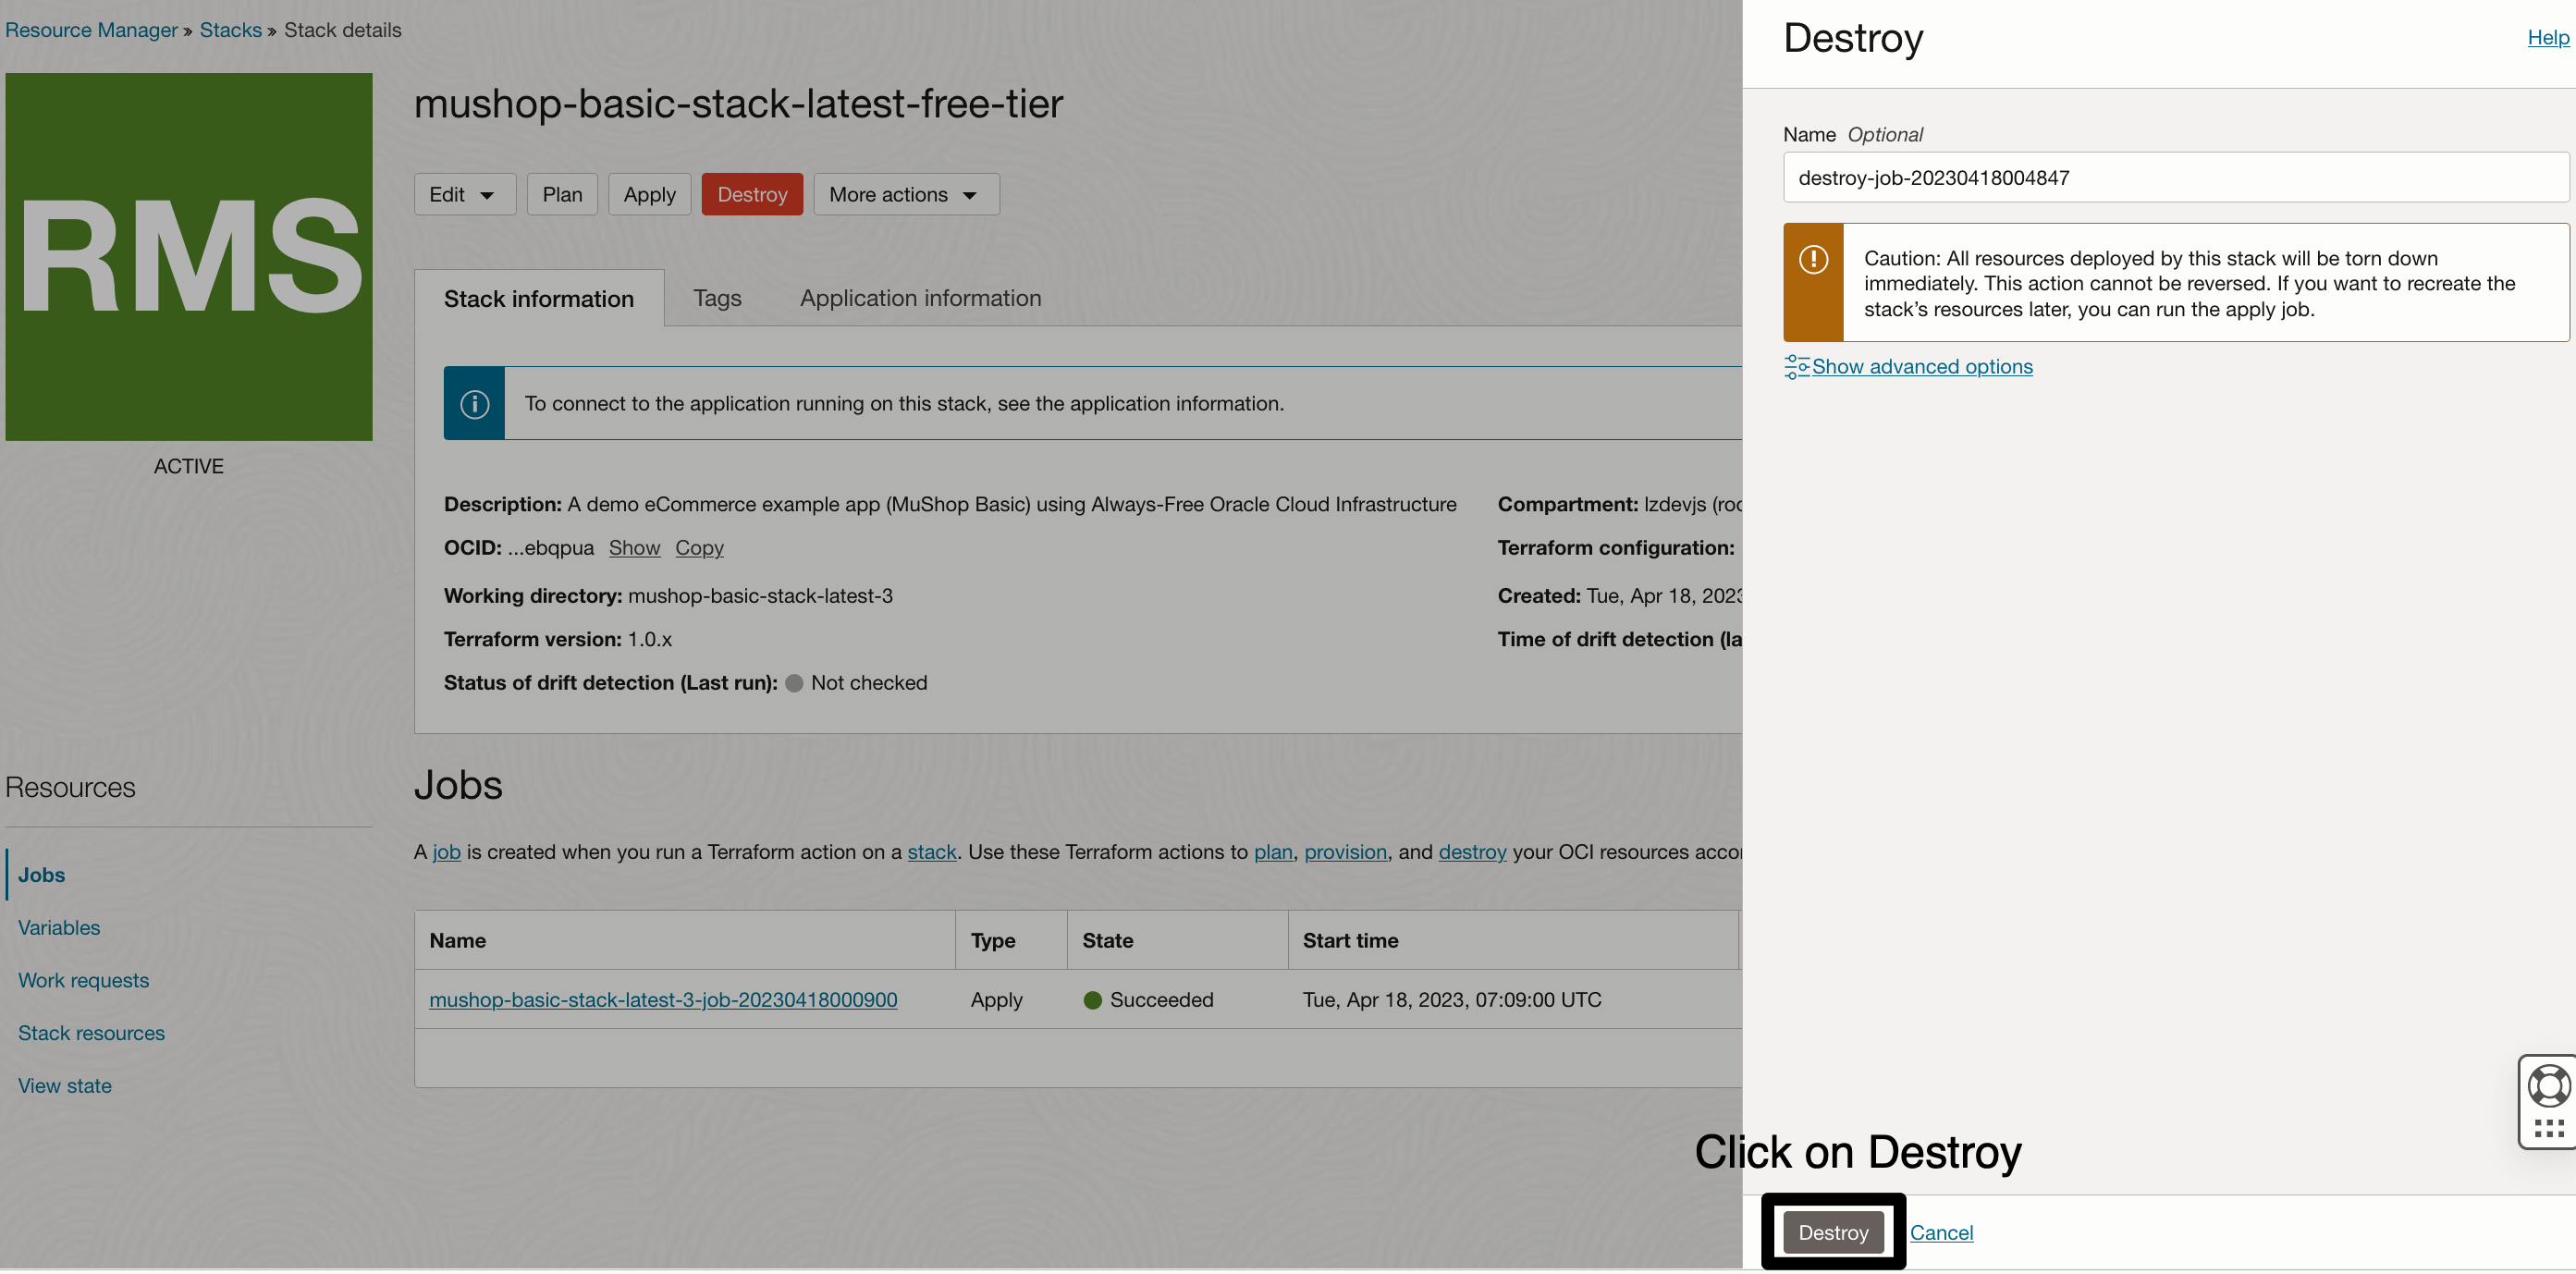 Resource Manager » Stacks » Stack details
RMS
ACTIVE
mushop-basic-stack-latest-free-tier
Edit Plan Apply Destroy More actions
Stack information Tags Application information
To connect to the application running on this stack, see the application information.
Description: A demo eCommerce example app (MuShop Basic) using Always-Free Oracle Cloud Infrastructure
OCID: ...ebqpua Show Copy
Working directory: mushop-basic-stack-latest-3
Terraform version: 1.0.x
Status of drift detection (Last run): Not checked
Compartment: lzdevjs (roo
Terraform configuration:
Created: Tue, Apr 18, 2023
Time of drift detection (la
Resources
Jobs
Variables
Work requests
Stack resources
View state
Jobs
A job is created when you run a Terraform action on a stack. Use these Terraform actions to plan, provision, and destroy your OCI resources acco
Name Type State Start time
mushop-basic-stack-latest-3-job-20230418000900 Apply Succeeded Tue, Apr 18, 2023, 07:09:00 UTC
Destroy
Help
Name Optional
destroy-job-20230418004847
Caution: All resources deployed by this stack will be torn down
immediately. This action cannot be reversed. If you want to recreate the
stack's resources later, you can run the apply job.
Show advanced options
Click on Destroy
Destroy Cancel